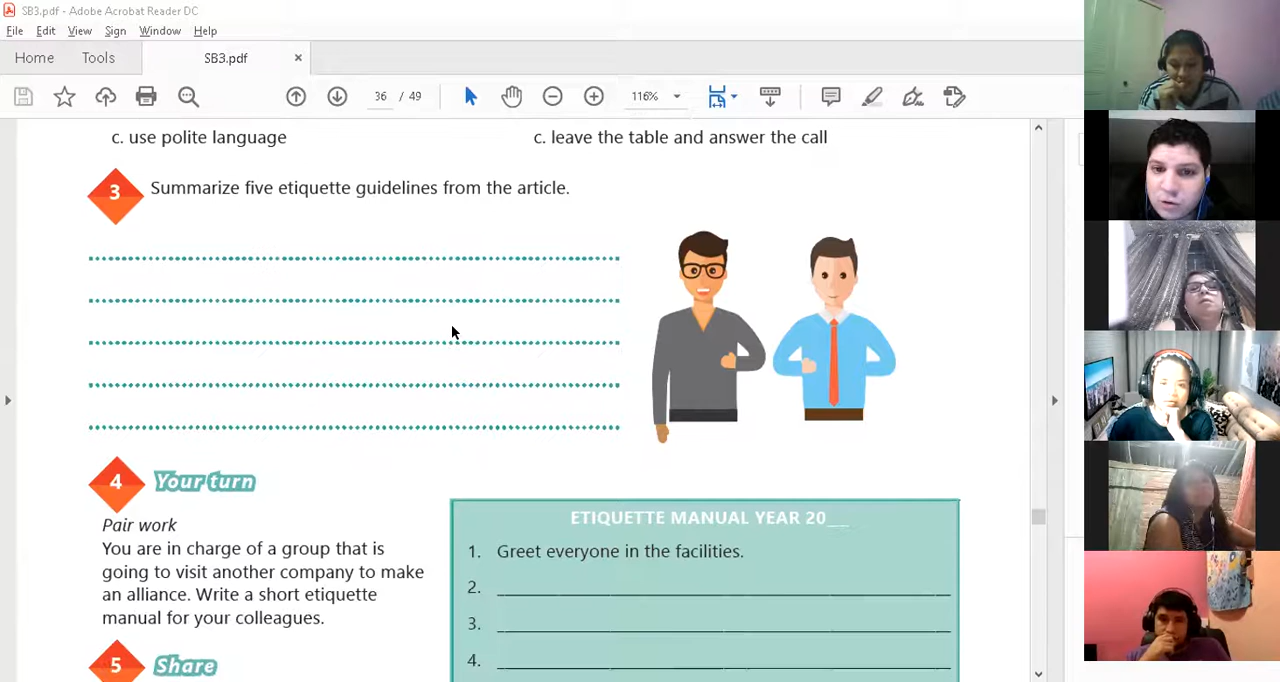 SB3.pdf - Adobe Acrobat Reader DC
File Edit View Sign Window Help
Home Tools SB3.pdf ×
36 / 49 116%
c. use polite language
c. leave the table and answer the call
3 Summarize five etiquette guidelines from the article.
4 Your turn
Pair work
You are in charge of a group that is
going to visit another company to make
an alliance. Write a short etiquette
manual for your colleagues.
ETIQUETTE MANUAL YEAR 20__
1. Greet everyone in the facilities.
2.
3.
4.
5 Share